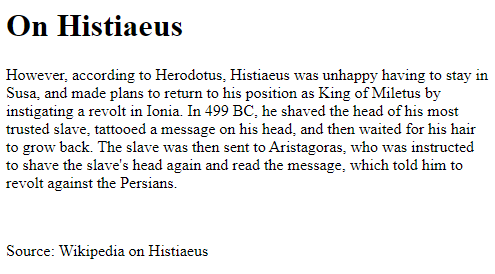 On Histiaeus
However, according to Herodotus, Histiaeus was unhappy having to stay in
Susa, and made plans to return to his position as King of Miletus by
instigating a revolt in Ionia. In 499 BC, he shaved the head of his most
trusted slave, tattooed a message on his head, and then waited for his hair
to grow back. The slave was then sent to Aristagoras, who was instructed
to shave the slave's head again and read the message, which told him to
revolt against the Persians.
Source: Wikipedia on Histiaeus